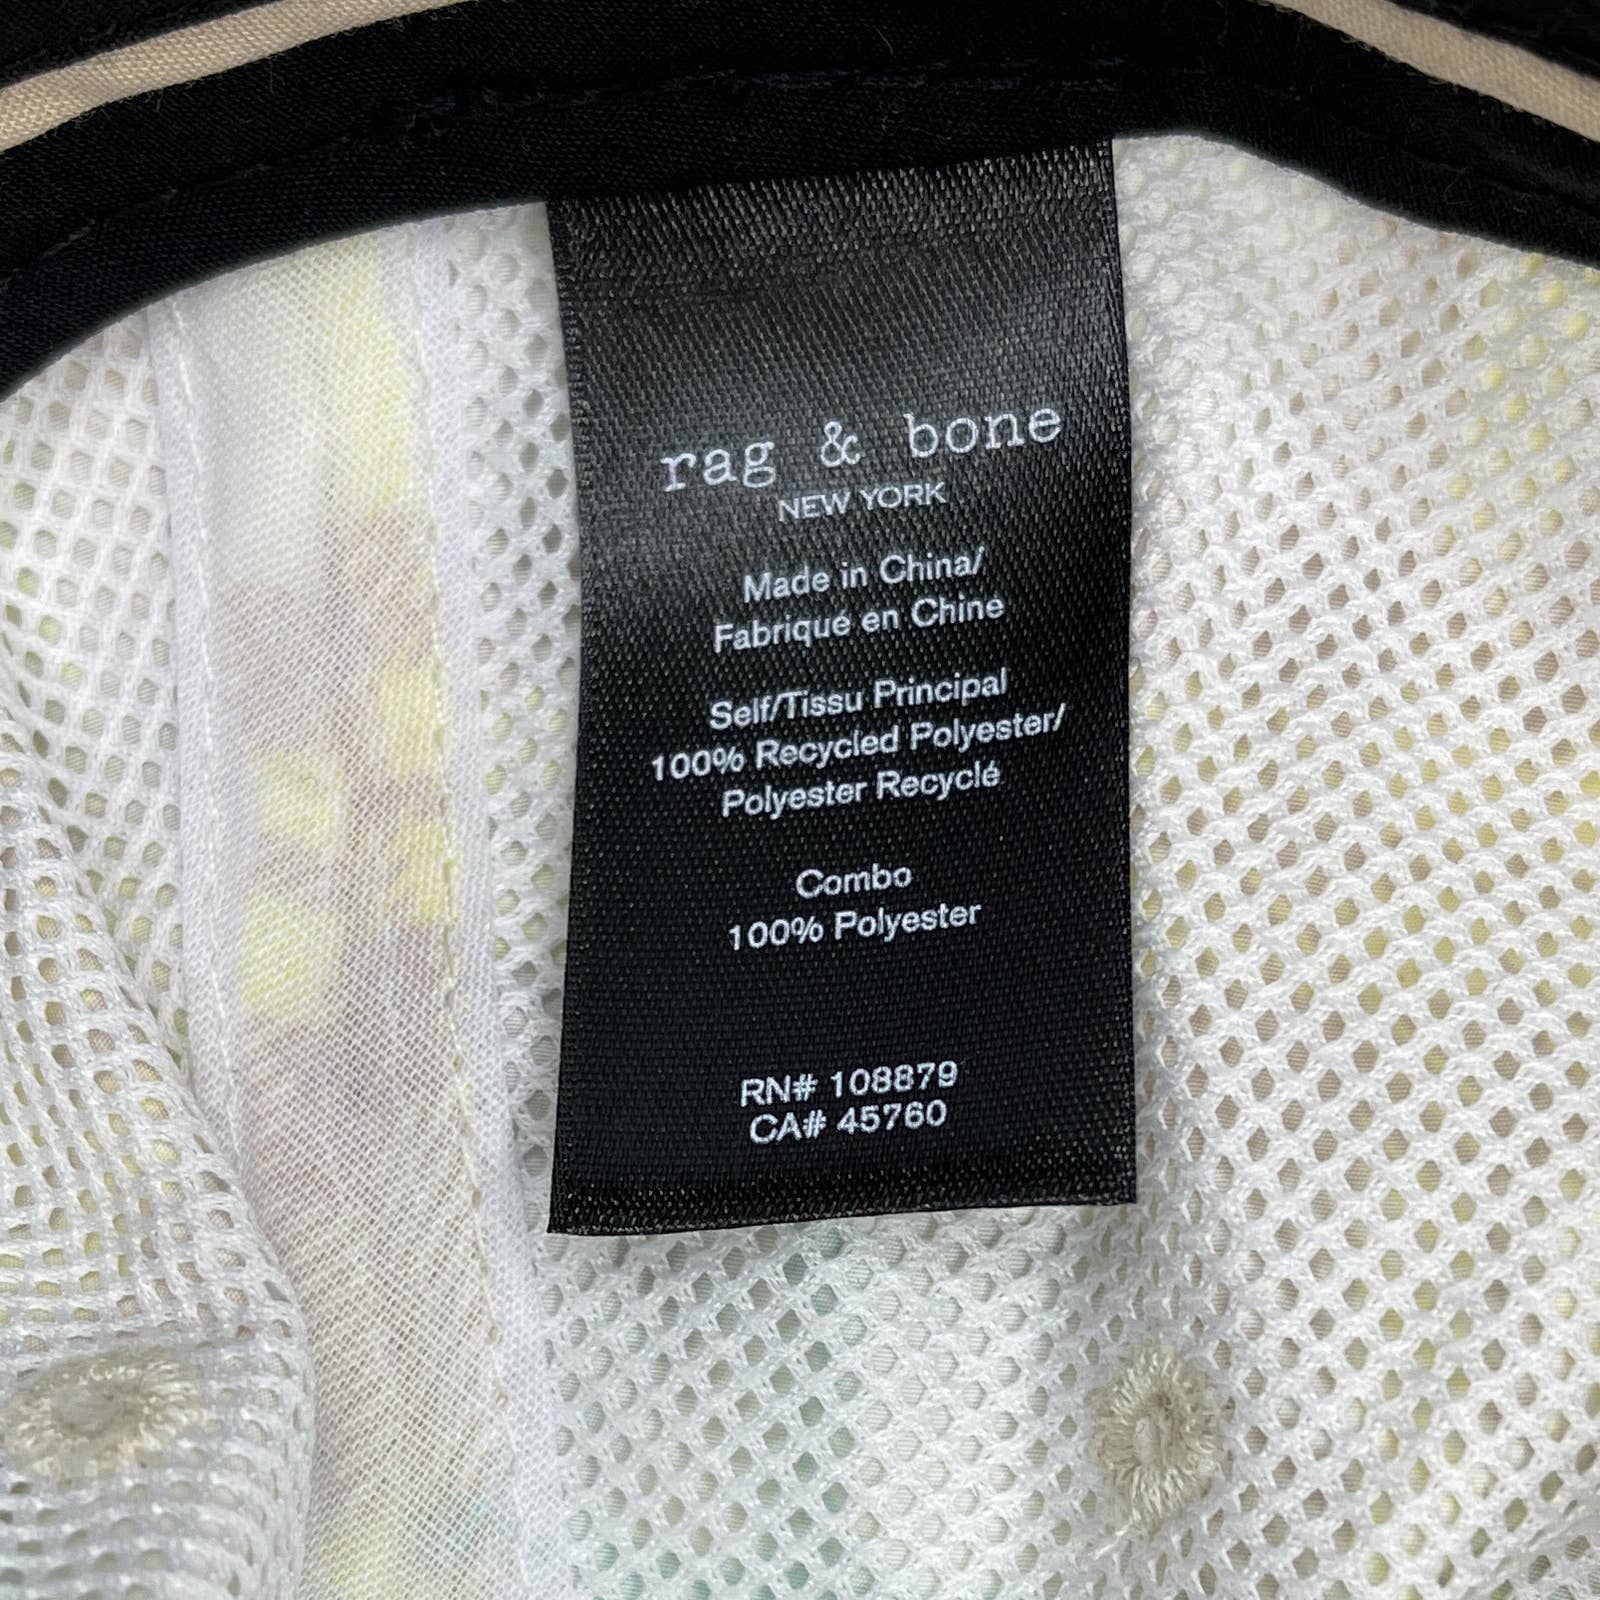 rag & bone
NEW YORK
Made in China/
Fabriqué en Chine
Self/Tissu Principal
100% Recycled Polyester/
Polyester Recyclé
Combo
100% Polyester
RN# 108879
CA# 45760